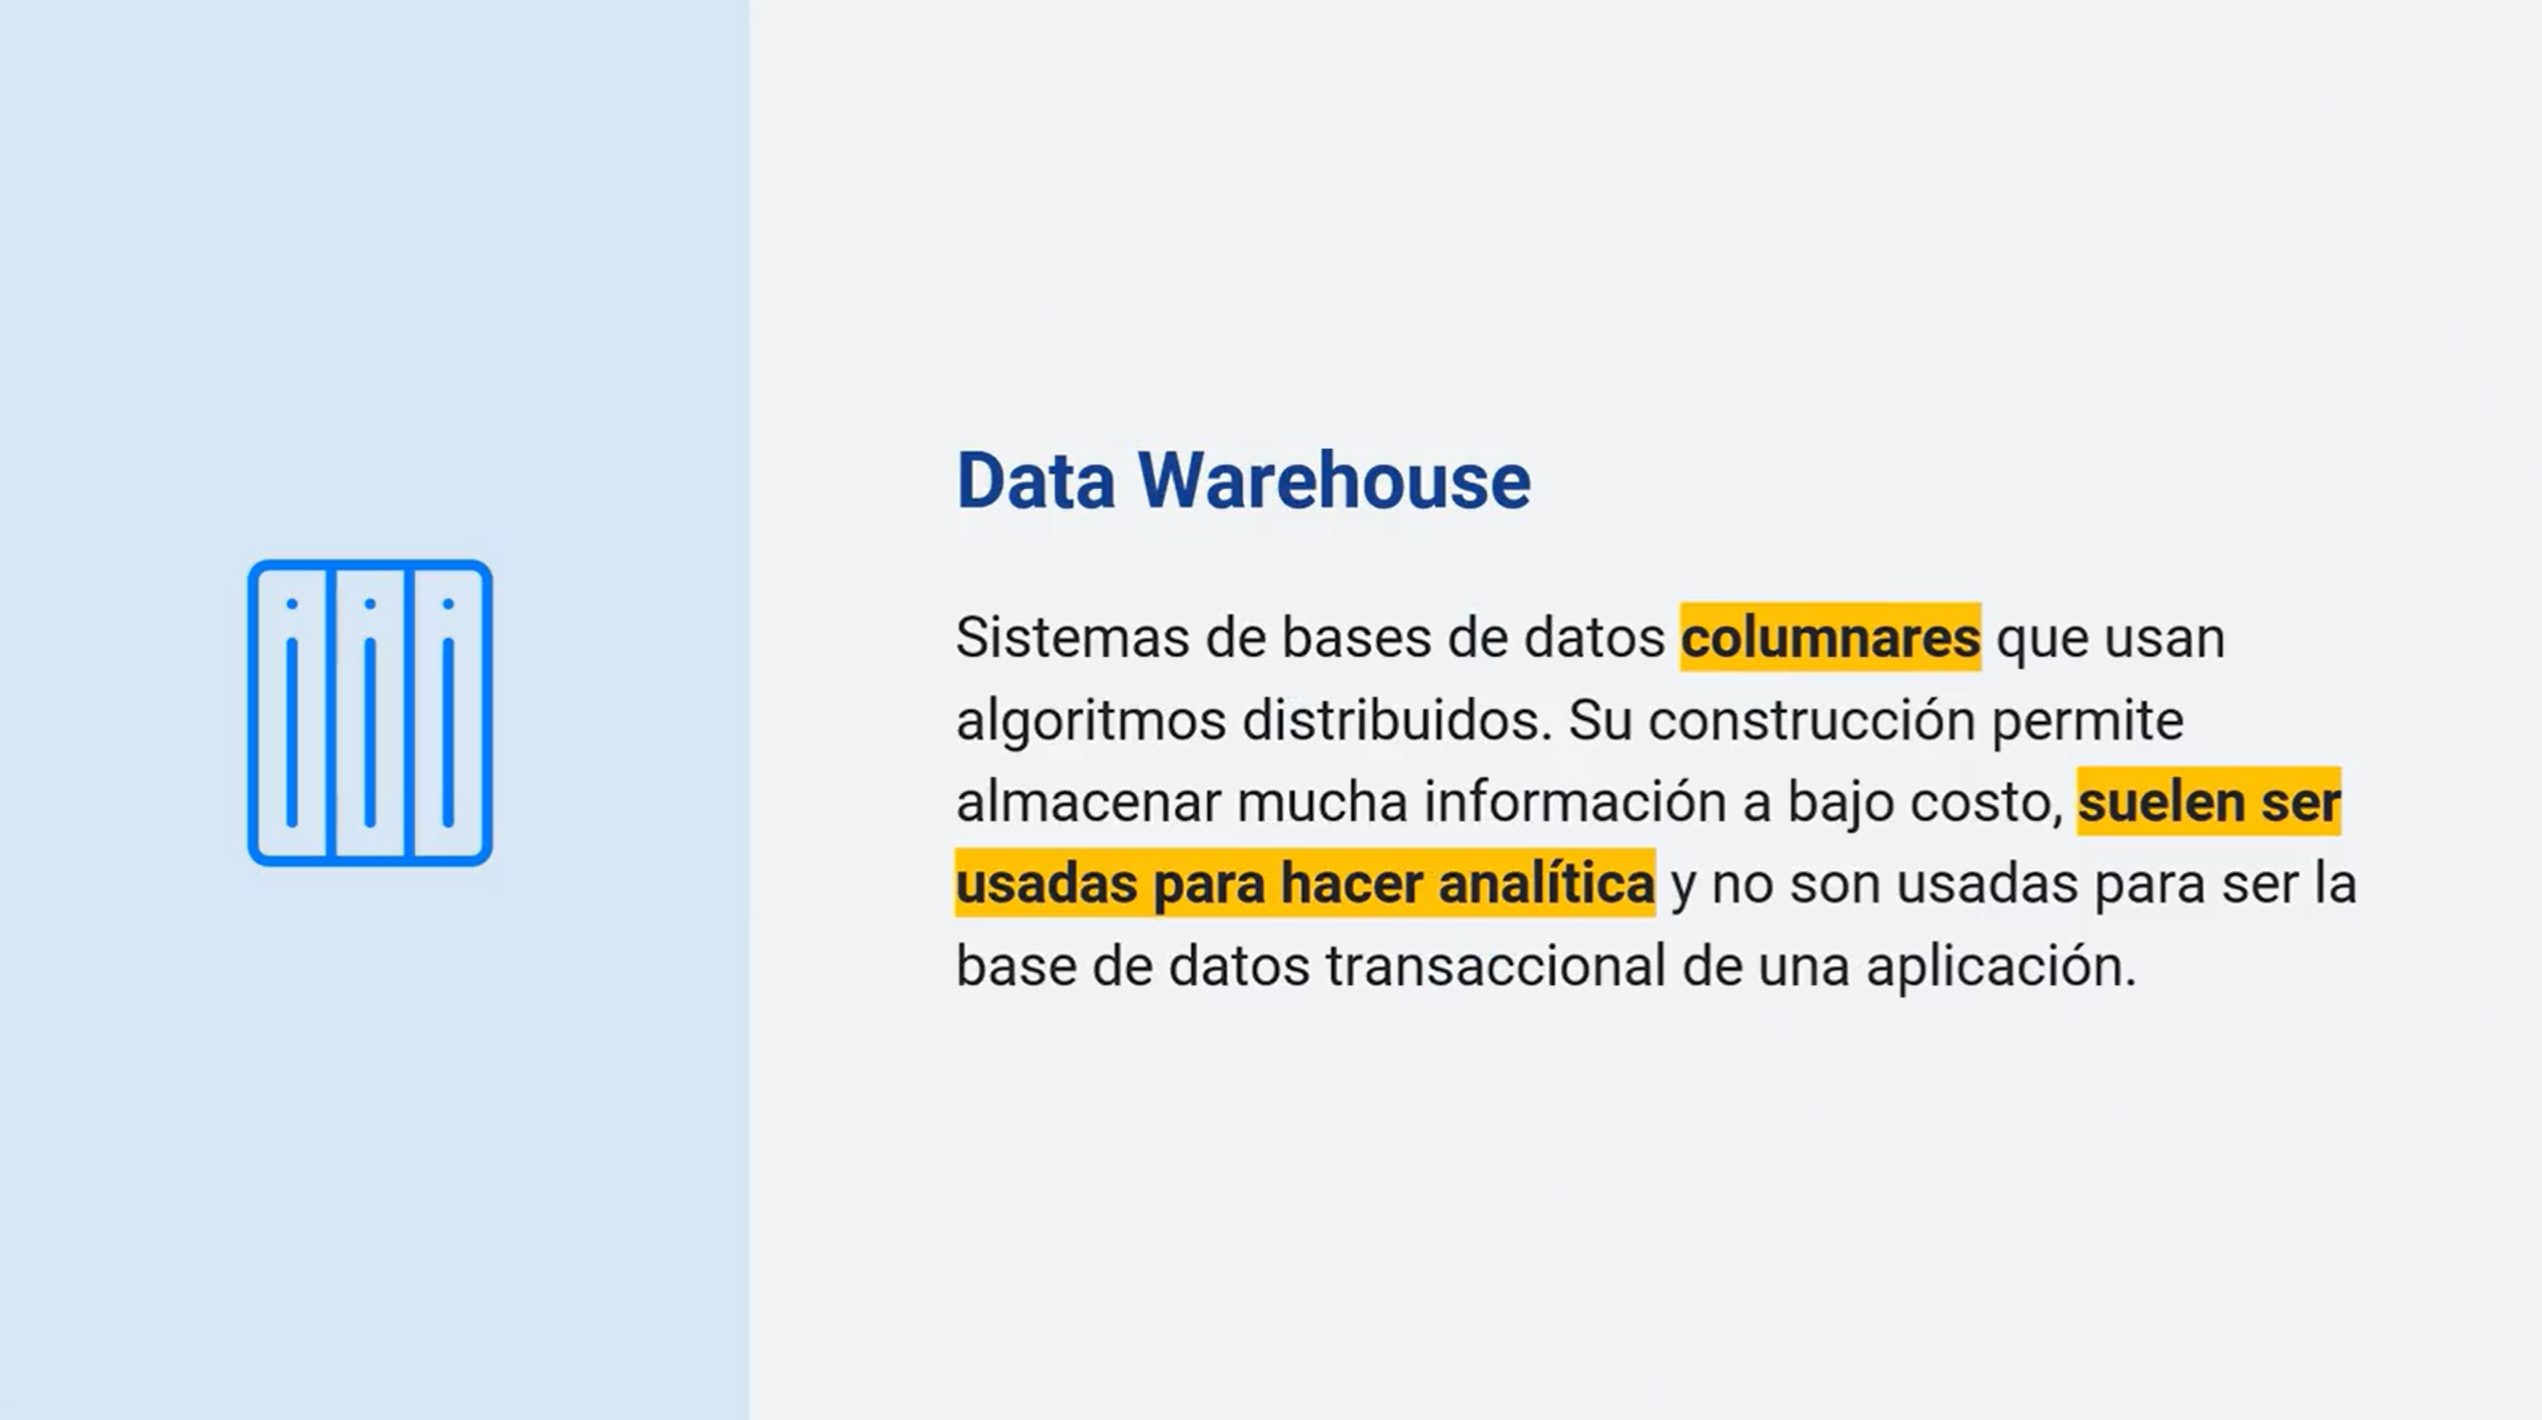 Data Warehouse
Sistemas de bases de datos columnares que usan
algoritmos distribuidos. Su construcción permite
almacenar mucha información a bajo costo, suelen ser
usadas para hacer analítica y no son usadas para ser la
base de datos transaccional de una aplicación.